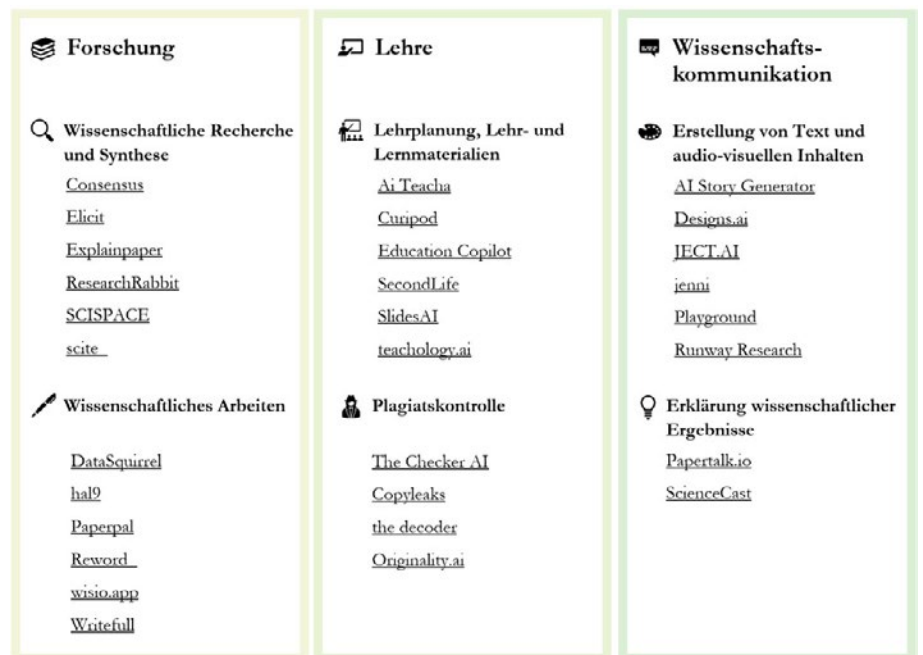 Forschung
Wissenschaftliche Recherche
und Synthese
Consensus
Elicit
Explainpaper
ResearchRabbit
SCISPACE
scite_
Wissenschaftliches Arbeiten
DataSquirrel
hal9
Paperpal
Reword
wisio.app
Writefull
Lehre
Lehrplanung, Lehr- und
Lernmaterialien
Ai Teacha
Curipod
Education Copilot
SecondLife
SlidesAI
teachology.ai
Plagiatskontrolle
The Checker AI
Copyleaks
the decoder
Originality.ai
Wissenschafts-
kommunikation
Erstellung von Text und
audio-visuellen Inhalten
AI Story Generator
Designs.ai
JECT.AI
jenni
Playground
Runway Research
Erklärung wissenschaftlicher
Ergebnisse
Papertalk.io
ScienceCast